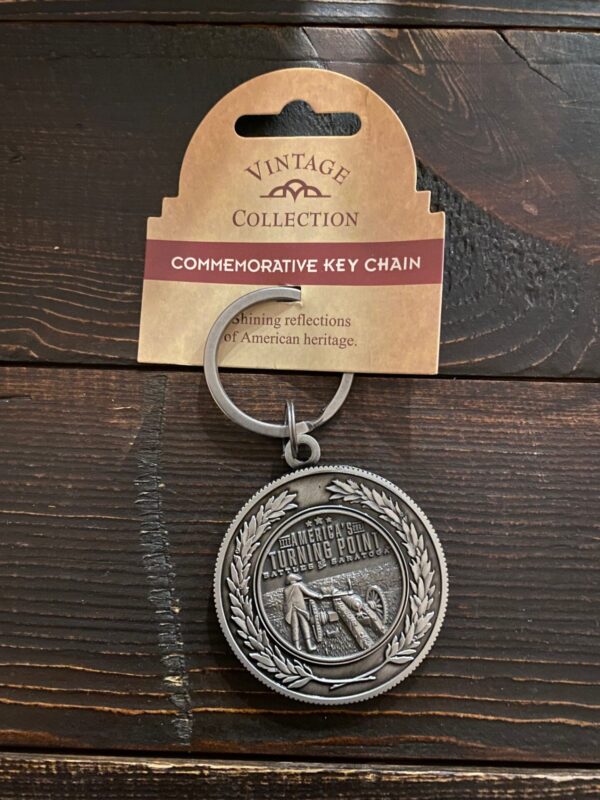 VINTAGE
COLLECTION
COMMEMORATIVE KEY CHAIN
Shining reflections
of American heritage.
AMERICA'S
TURNING POINT
BATTLES of SARATOGA